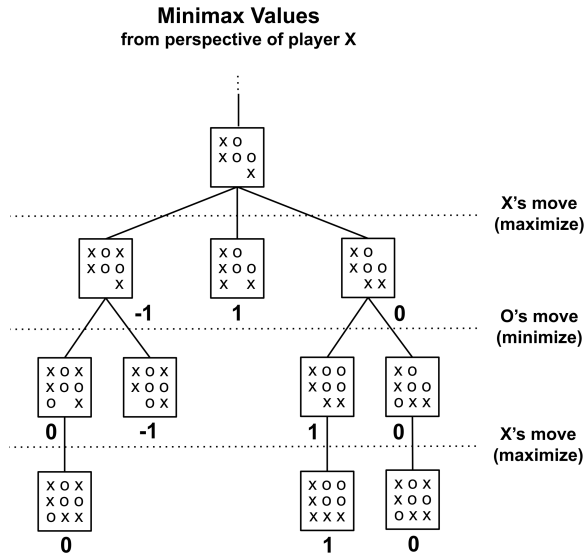 Minimax Values
from perspective of player X
X O
X O O
X
X's move
(maximize)
X O X
X O O
X
X O
X O O
X X
X O
X O O
X X
-1
1
0
O's move
(minimize)
X O X
X O O
O X
X O X
X O O
O X
X O O
X O O
X X
X O
X O O
O X X
0
-1
1
0
X's move
(maximize)
X O X
X O O
O X X
X O O
X O O
X X X
X O X
X O O
O X X
0
1
0